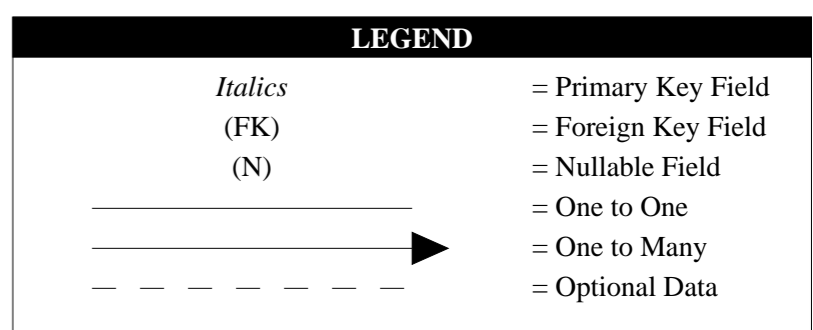 LEGEND
Italics = Primary Key Field
(FK) = Foreign Key Field
(N) = Nullable Field
= One to One
= One to Many
= Optional Data